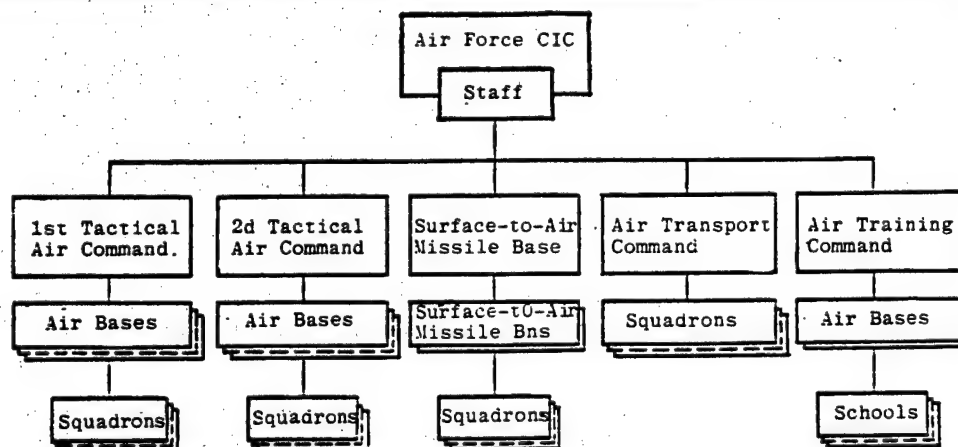 Air Force CIC
Staff
1st Tactical
Air Command.
2d Tactical
Air Command
Surface-to-Air
Missile Base
Air Transport
Command
Air Training
Command
Air Bases
Air Bases
Surface-t0-Air
Missile Bns
Squadrons
Air Bases
Squadrons
Squadrons
Squadrons
Schools